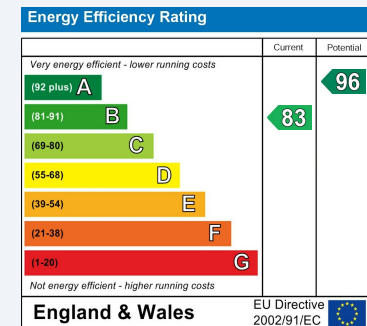 Energy Efficiency Rating
Current Potential
Very energy efficient - lower running costs
(92 plus) A 96
(81-91) B 83
(69-80) C
(55-68) D
(39-54) E
(21-38) F
(1-20) G
Not energy efficient - higher running costs
England & Wales
EU Directive
2002/91/EC